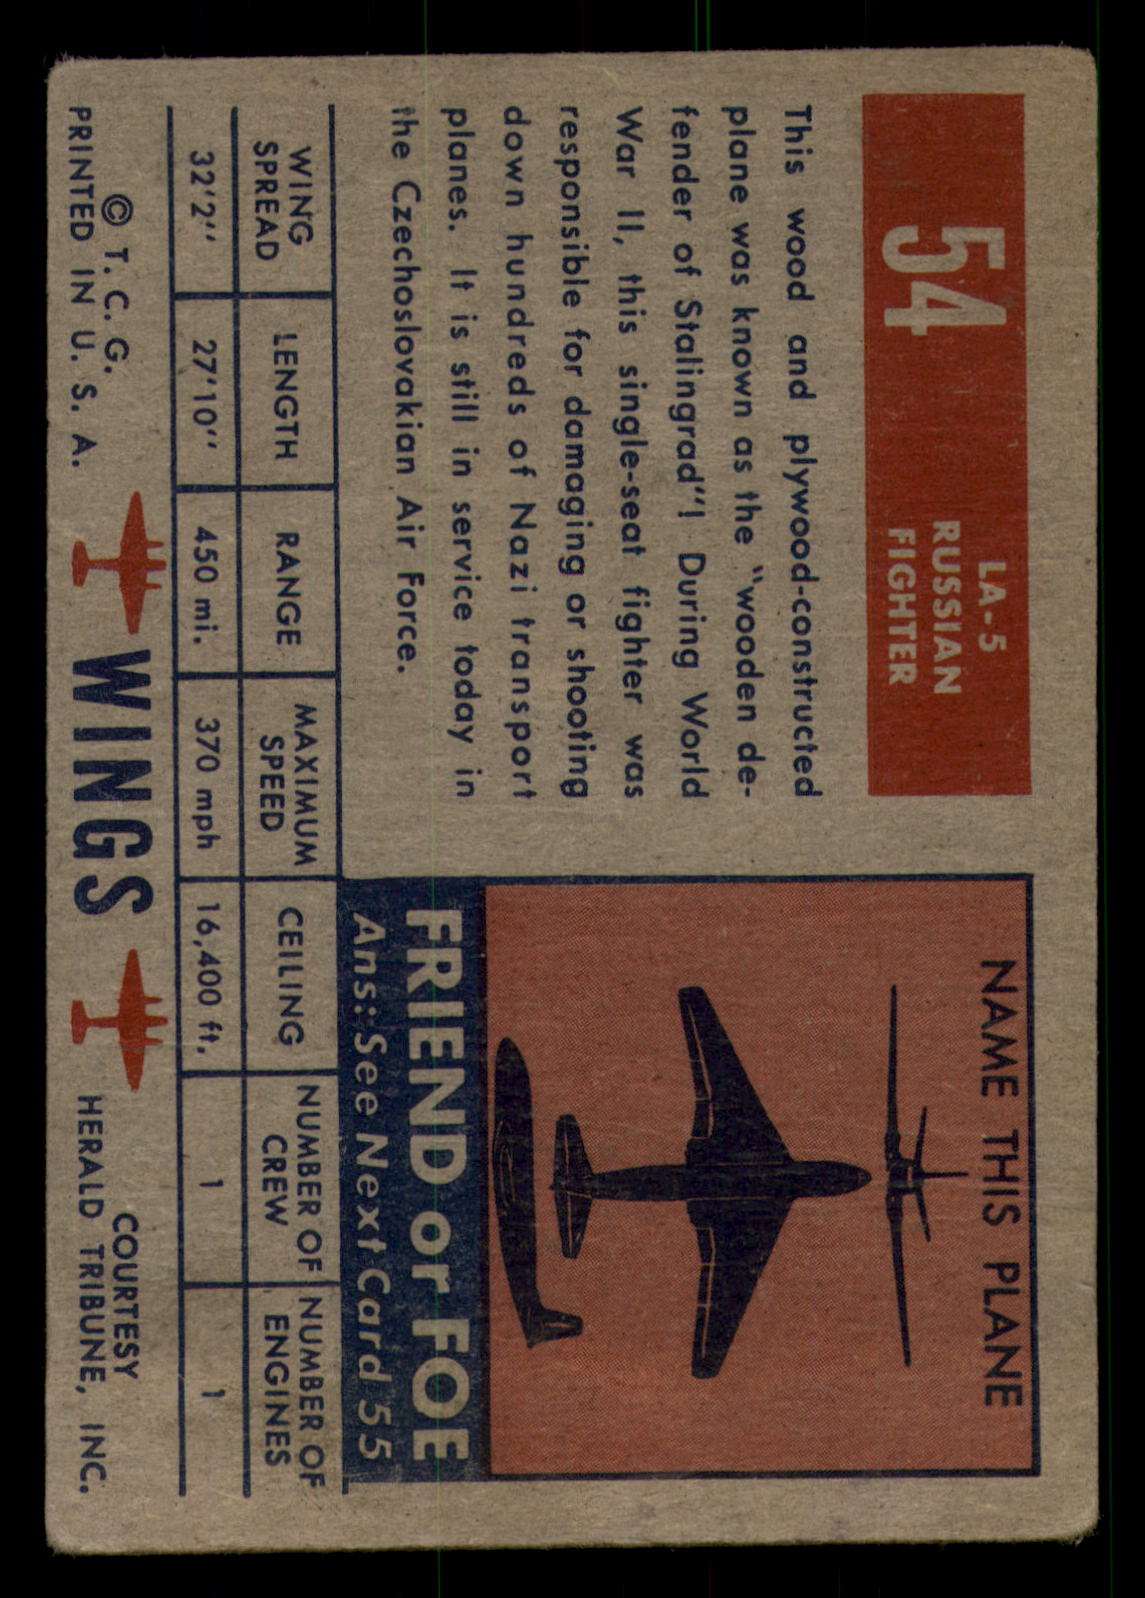 54
LA-5
RUSSIAN
FIGHTER
This wood and plywood-constructed
plane was known as the "wooden de-
fender of Stalingrad"! During World
War II, this single-seat fighter was
responsible for damaging or shooting
down hundreds of Nazi transport
planes. It is still in service today in
the Czechoslovakian Air Force.
NAME THIS PLANE
FRIEND or FOE
Ans: See Next Card 55
WING SPREAD LENGTH RANGE MAXIMUM SPEED CEILING NUMBER OF CREW NUMBER OF ENGINES
32'2" 27'10" 450 mi. 370 mph 16,400 ft. 1 1
© T. C. G.
PRINTED IN U. S. A.
WINGS
COURTESY
HERALD TRIBUNE, INC.